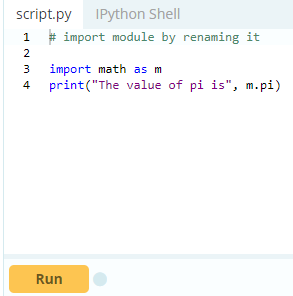 script.py IPython Shell
1 # import module by renaming it
2
3 import math as m
4 print("The value of pi is", m.pi)
Run